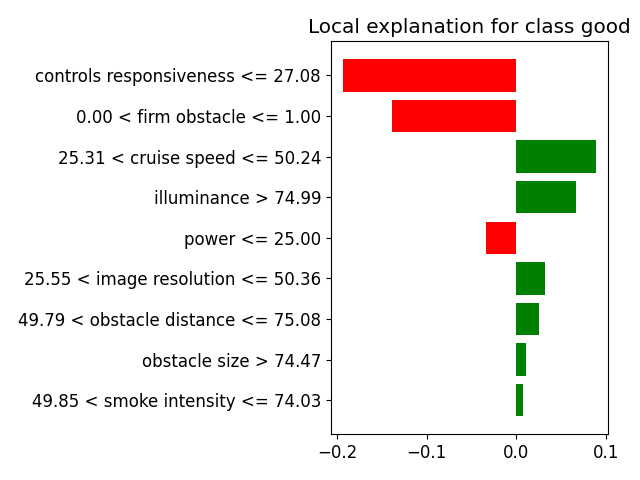 Local explanation for class good
controls responsiveness <= 27.08
0.00 < firm obstacle <= 1.00
25.31 < cruise speed <= 50.24
illuminance > 74.99
power <= 25.00
25.55 < image resolution <= 50.36
49.79 < obstacle distance <= 75.08
obstacle size > 74.47
49.85 < smoke intensity <= 74.03
−0.2 −0.1 0.0 0.1